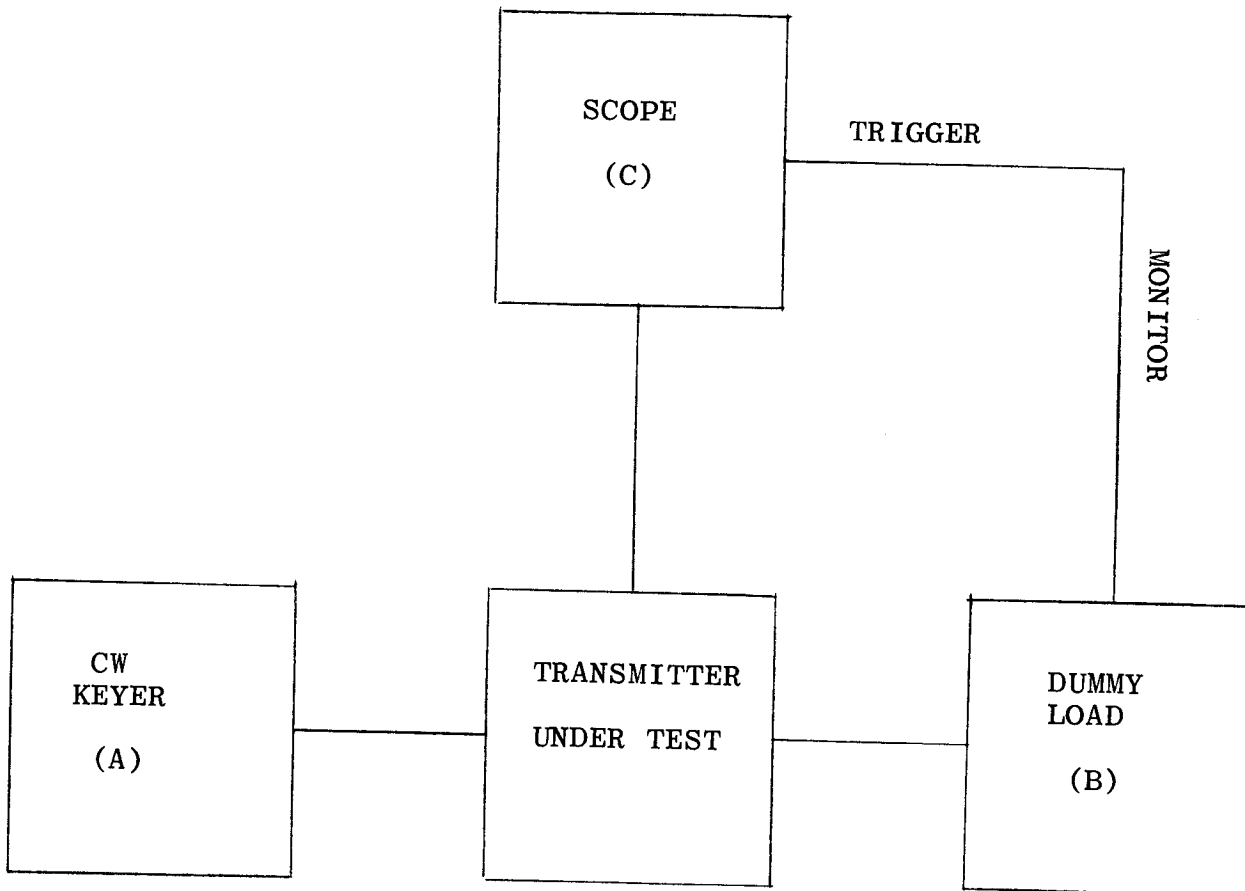 SCOPE
(C)
TRIGGER
MONITOR
CW
KEYER
(A)
TRANSMITTER
UNDER TEST
DUMMY
LOAD
(B)